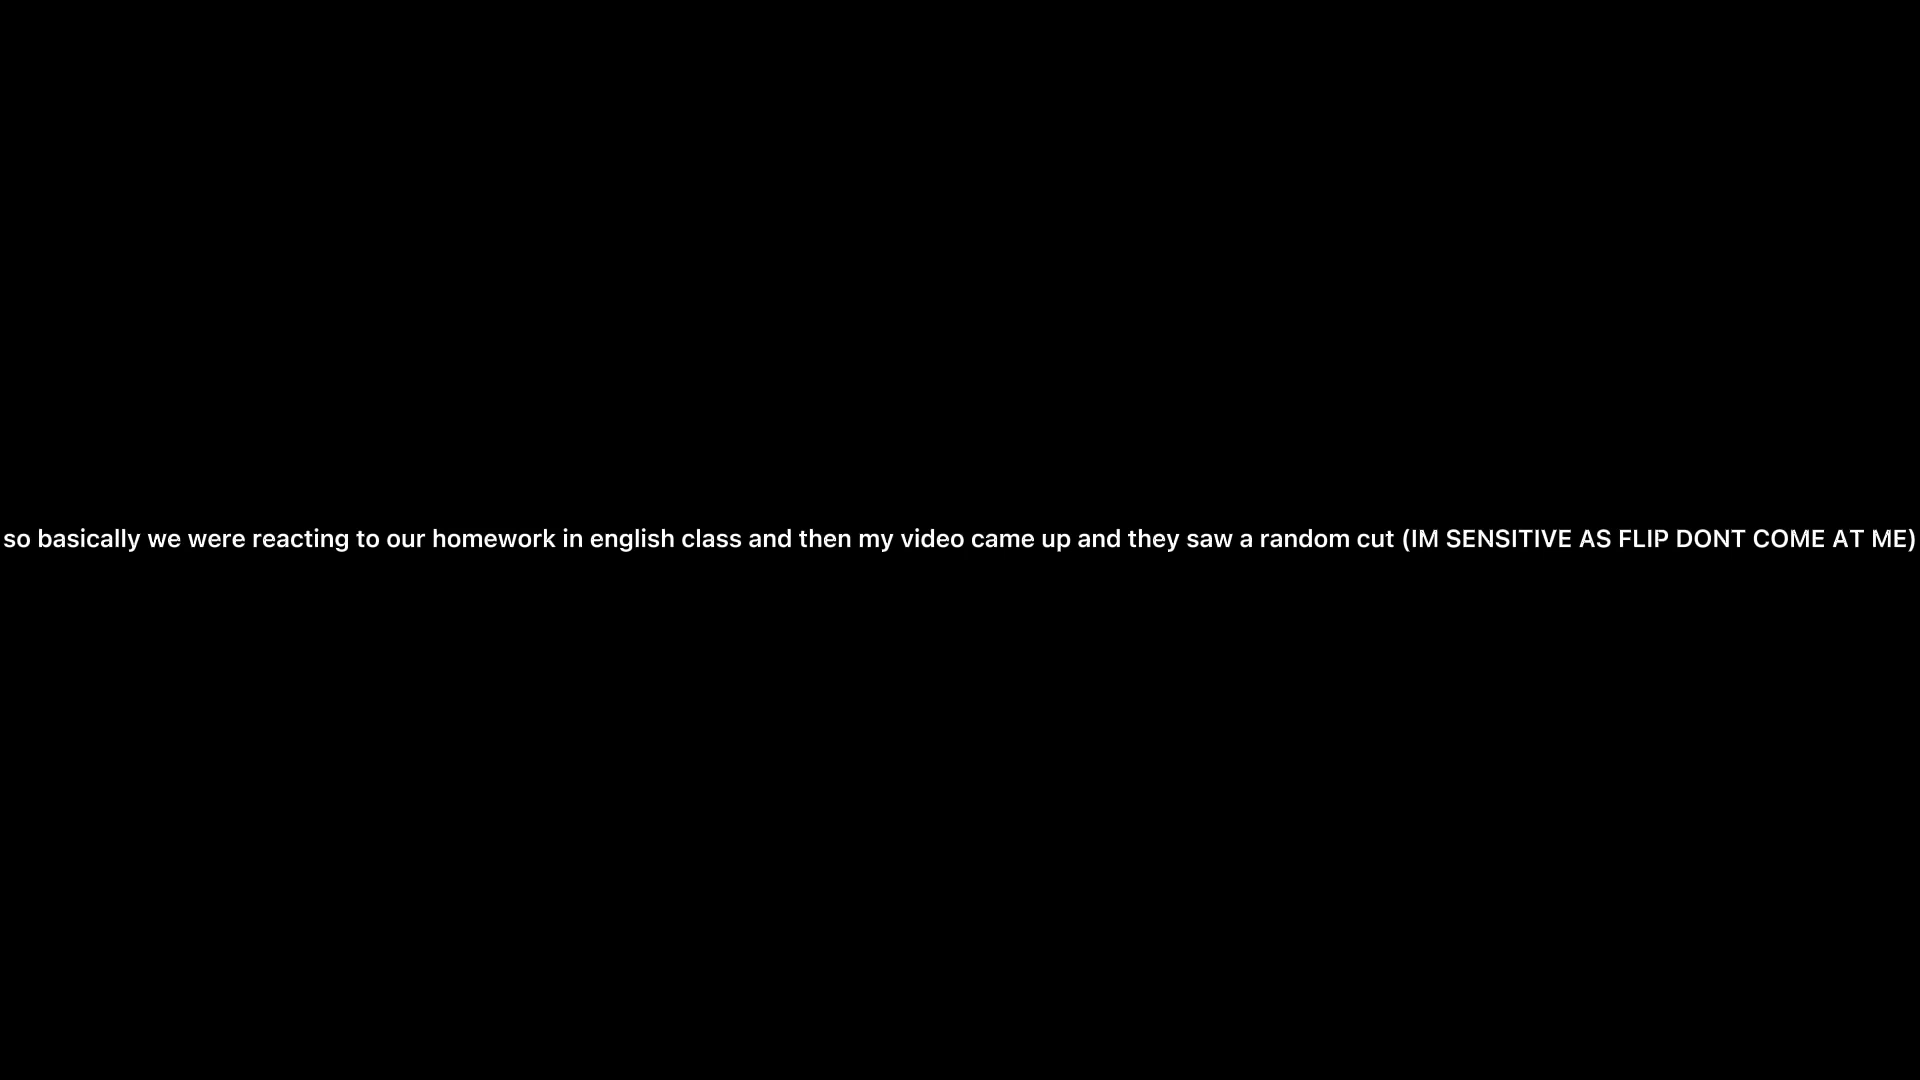 so basically we were reacting to our homework in english class and then my video came up and they saw a random cut (IM SENSITIVE AS FLIP DONT COME AT ME)